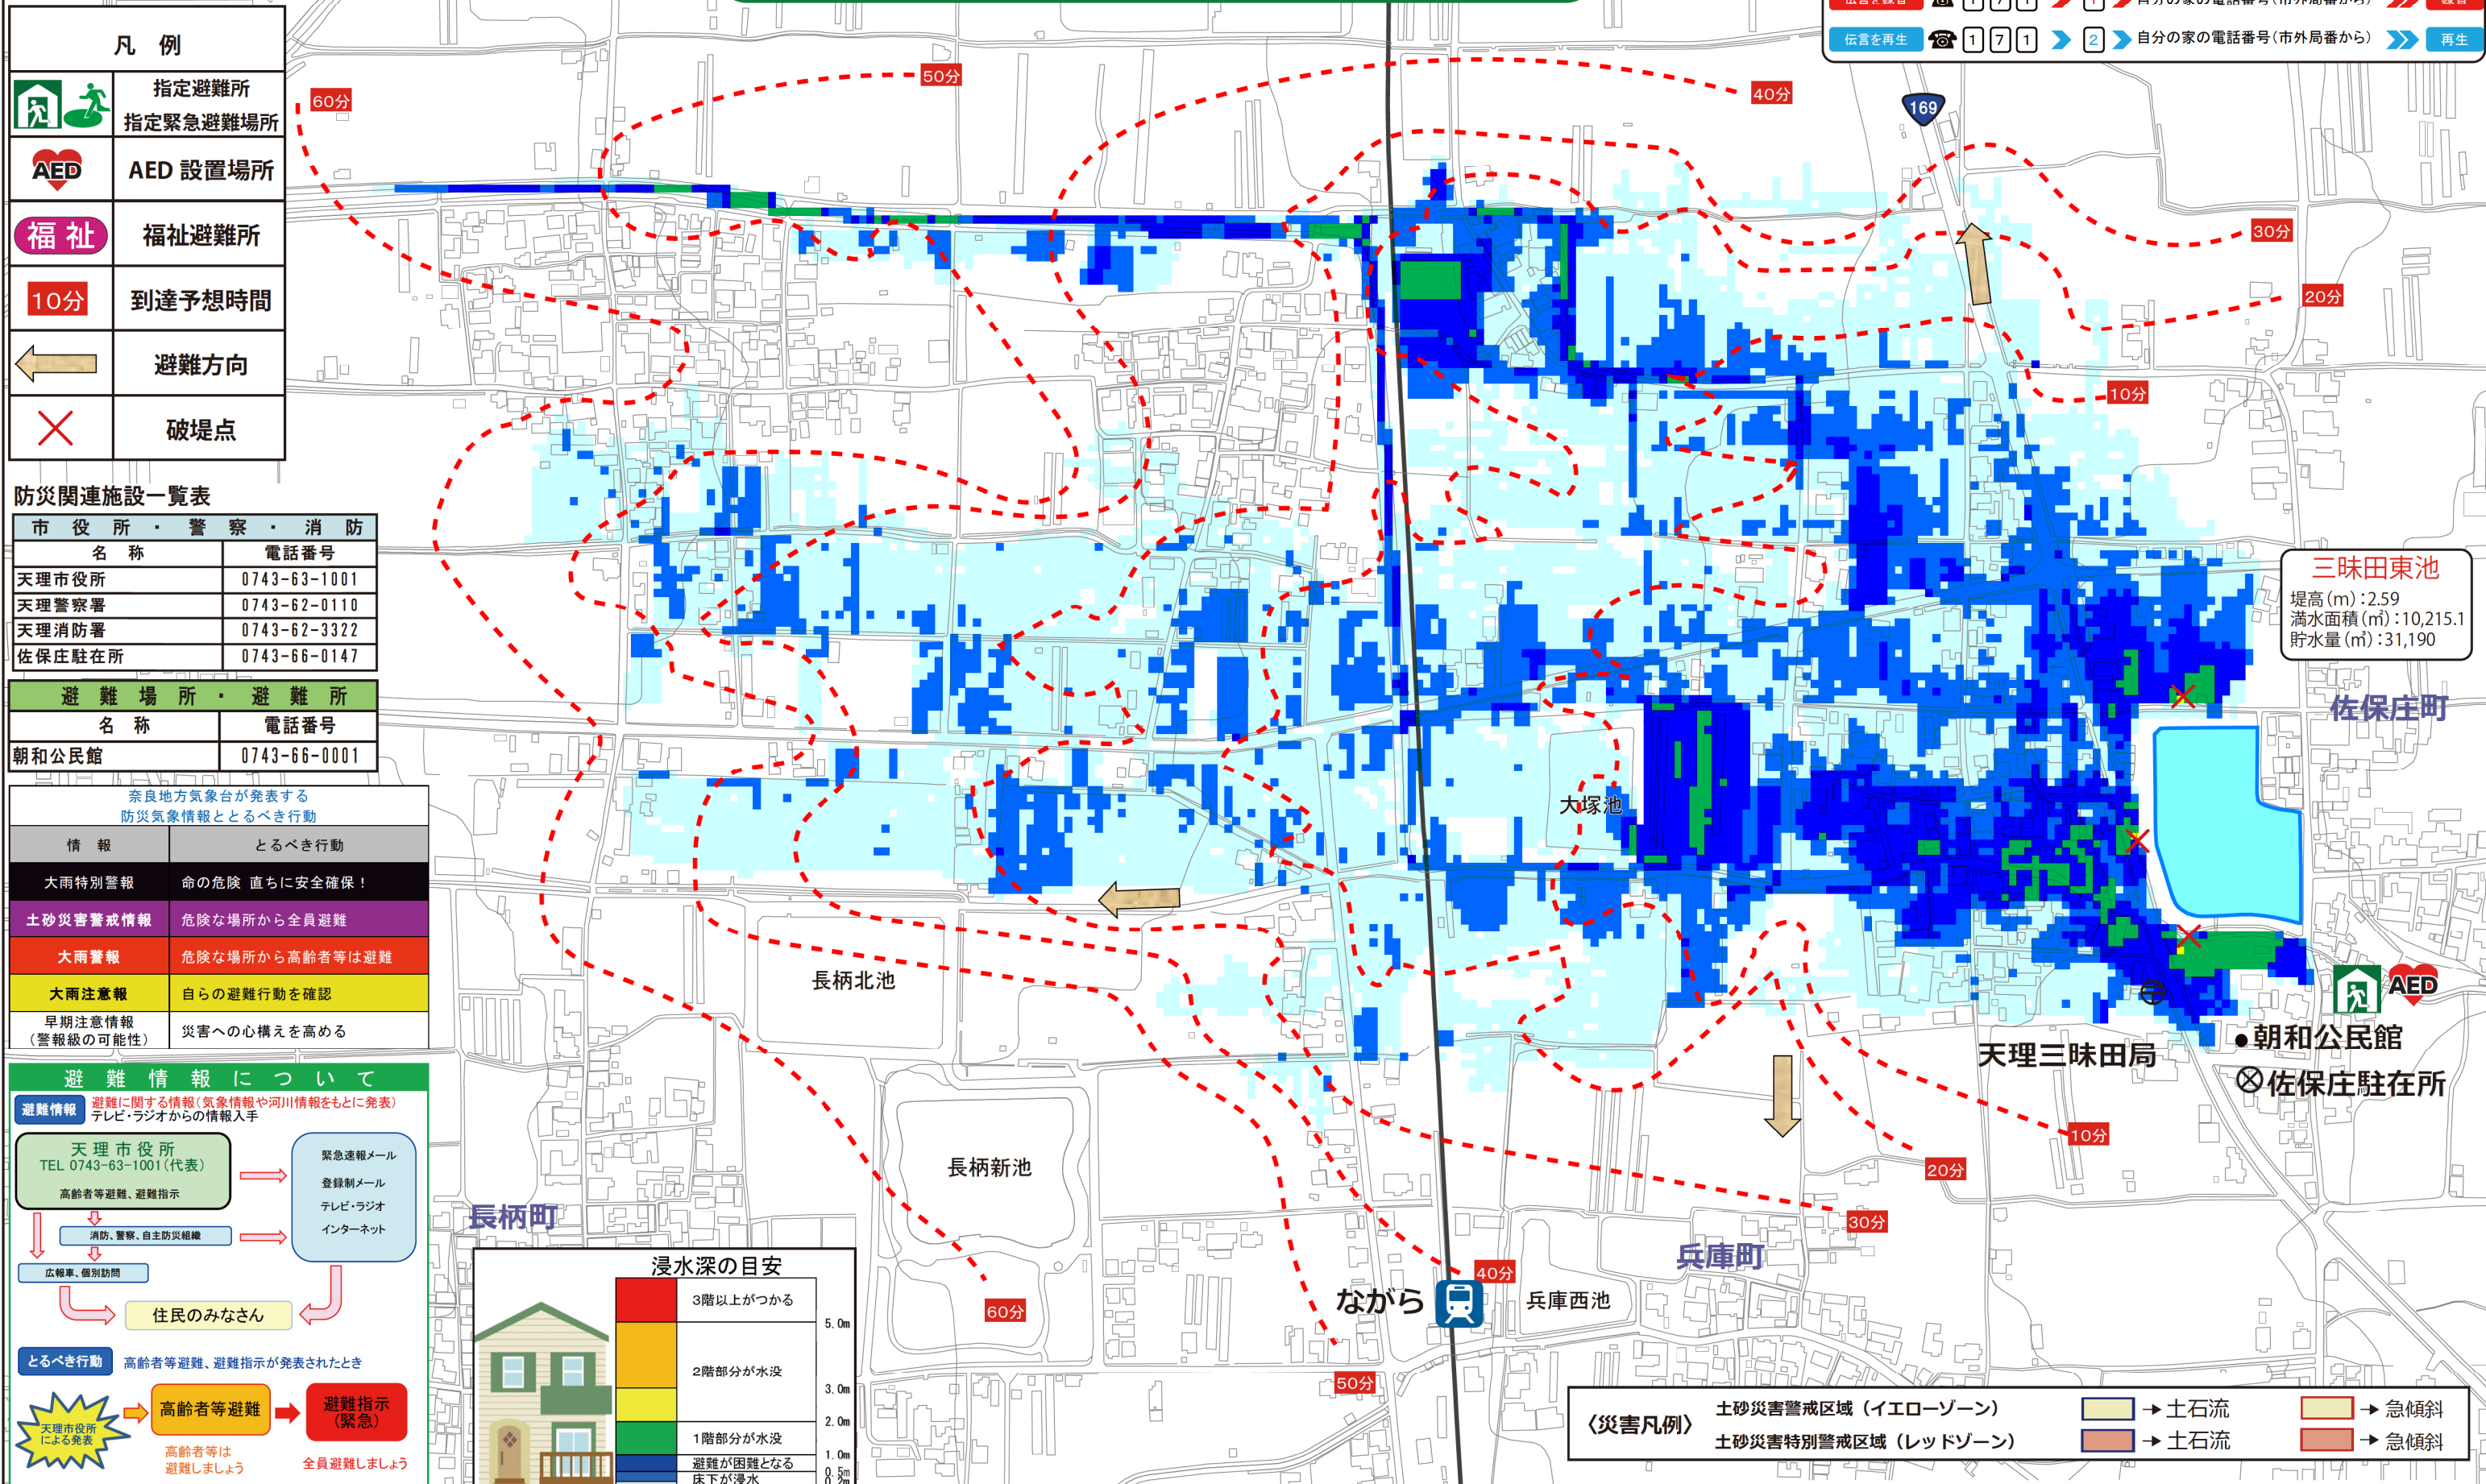 伝言を録音 171 1 自分の家の電話番号(市外局番から) 録音
伝言を再生 171 2 自分の家の電話番号(市外局番から) 再生
凡 例
指定避難所
指定緊急避難場所
AED AED 設置場所
福祉 福祉避難所
10分 到達予想時間
避難方向
破堤点
防災関連施設一覧表
市役所・警察・消防
名 称 電話番号
天理市役所 0743-63-1001
天理警察署 0743-62-0110
天理消防署 0743-62-3322
佐保庄駐在所 0743-66-0147
避難場所・避難所
名 称 電話番号
朝和公民館 0743-66-0001
奈良地方気象台が発表する
防災気象情報ととるべき行動
情 報 とるべき行動
大雨特別警報 命の危険 直ちに安全確保!
土砂災害警戒情報 危険な場所から全員避難
大雨警報 危険な場所から高齢者等は避難
大雨注意報 自らの避難行動を確認
早期注意情報
(警報級の可能性) 災害への心構えを高める
避難情報について
避難情報 避難に関する情報(気象情報や河川情報をもとに発表)
テレビ・ラジオからの情報入手
天理市役所
TEL 0743-63-1001(代表)
高齢者等避難、避難指示
緊急速報メール
登録制メール
テレビ・ラジオ
インターネット
消防、警察、自主防災組織
広報車、個別訪問
住民のみなさん
とるべき行動 高齢者等避難、避難指示が発表されたとき
天理市役所
による発表
高齢者等避難
避難指示
(緊急)
高齢者等は
避難しましょう
全員避難しましょう
60分
50分
40分
169
30分
20分
10分
三昧田東池
堤高(m):2.59
満水面積(㎡):10,215.1
貯水量(㎥):31,190
佐保庄町
大塚池
長柄北池
AED
朝和公民館
天理三昧田局
佐保庄駐在所
10分
20分
30分
40分
50分
60分
長柄新池
長柄町
兵庫町
ながら
兵庫西池
浸水深の目安
3階以上がつかる
5.0m
2階部分が水没
3.0m
2.0m
1階部分が水没
1.0m
避難が困難となる
0.5m
床下が浸水
0.2m
〈災害凡例〉
土砂災害警戒区域(イエローゾーン) →土石流 →急傾斜
土砂災害特別警戒区域(レッドゾーン) →土石流 →急傾斜